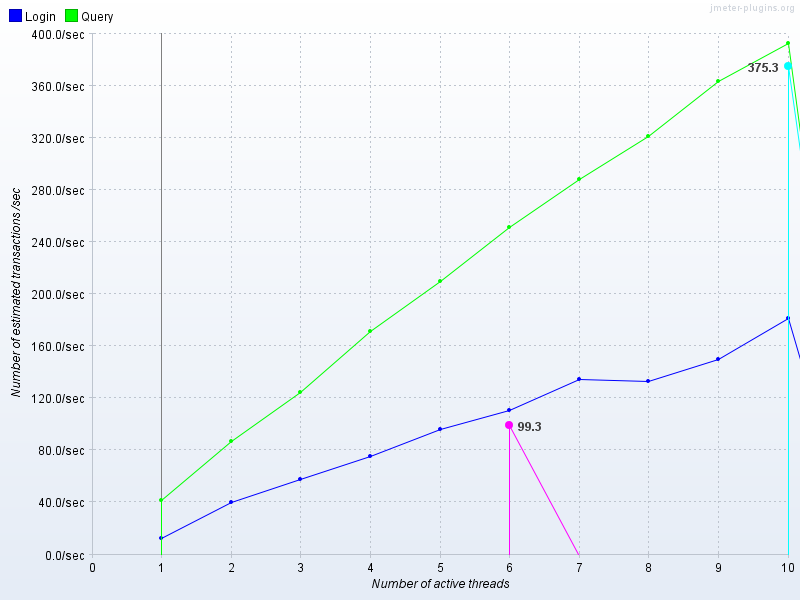 jmeter-plugins.org
Login Query
400.0/sec
375.3
360.0/sec
320.0/sec
280.0/sec
240.0/sec
200.0/sec
160.0/sec
120.0/sec
99.3
80.0/sec
40.0/sec
0.0/sec
Number of estimated transactions /sec
0 1 2 3 4 5 6 7 8 9 10
Number of active threads